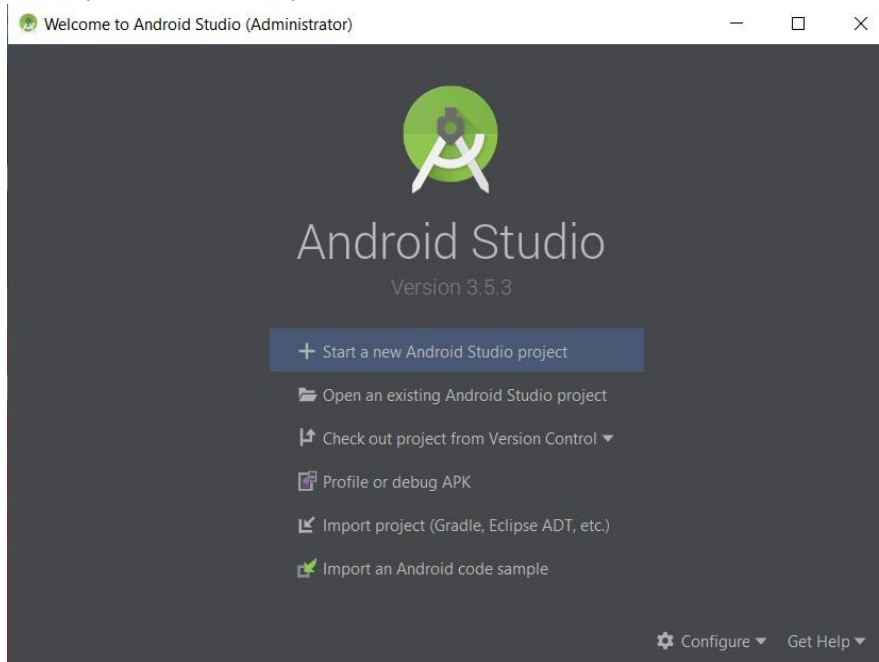 Welcome to Android Studio (Administrator)
Android Studio
Version 3.5.3
Start a new Android Studio project
Open an existing Android Studio project
Check out project from Version Control
Profile or debug APK
Import project (Gradle, Eclipse ADT, etc.)
Import an Android code sample
Configure Get Help